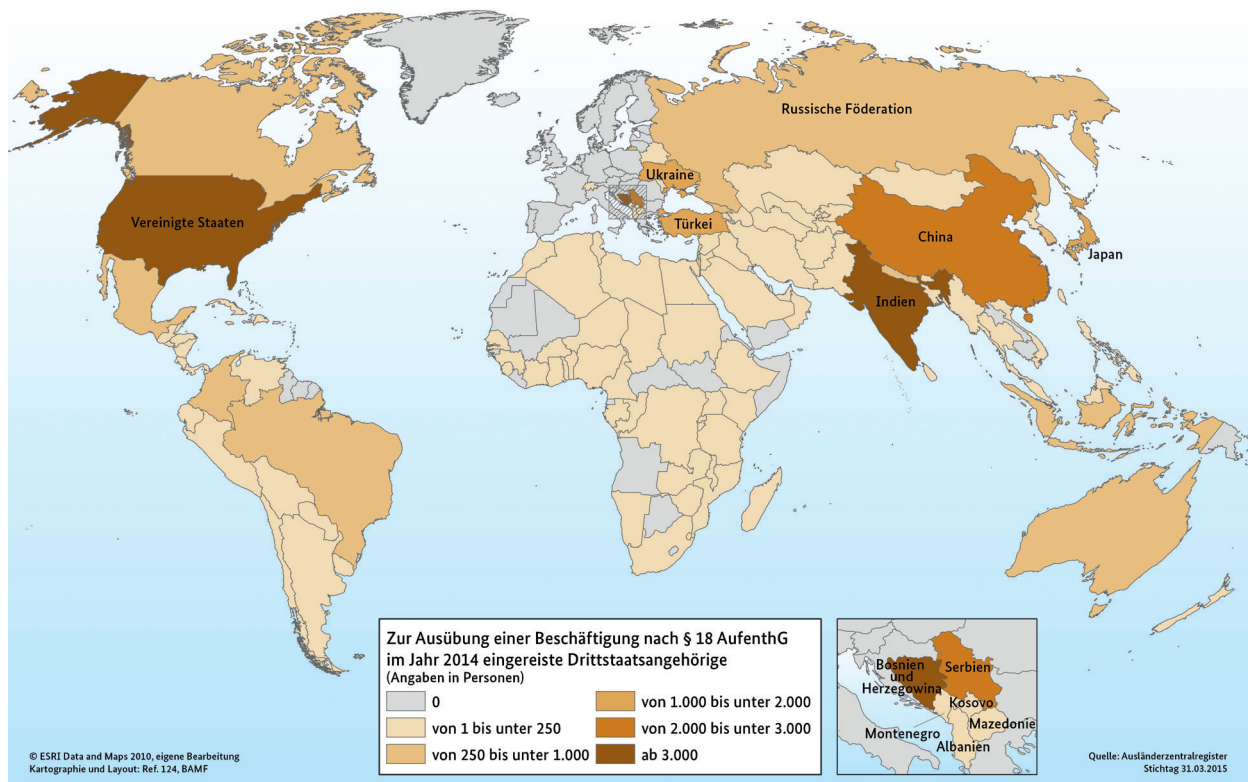 Russische Föderation
Ukraine
Vereinigte Staaten
Türkei
China
Japan
Indien
Zur Ausübung einer Beschäftigung nach § 18 AufenthG
im Jahr 2014 eingereiste Drittstaatsangehörige
(Angaben in Personen)
0
von 1 bis unter 250
von 250 bis unter 1.000
von 1.000 bis unter 2.000
von 2.000 bis unter 3.000
ab 3.000
Bosnien
und
Herzegowina
Serbien
Kosovo
Mazedonie
Montenegro
Albanien
© ESRI Data and Maps 2010, eigene Bearbeitung
Kartographie und Layout: Ref. 124, BAMF
Quelle: Ausländerzentralregister
Stichtag 31.03.2015